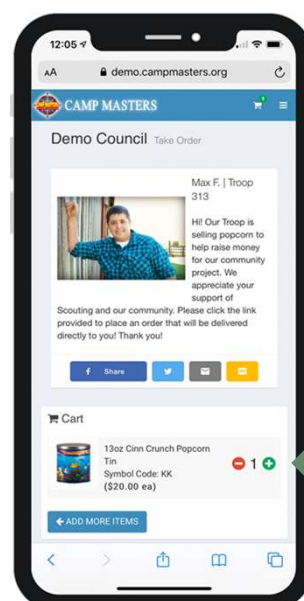 12:05
AA demo.campmasters.org
CAMP MASTERS
Demo Council Take Order
Max F. | Troop
313
Hi! Our Troop is
selling popcorn to
help raise money
for our community
project. We
appreciate your
support of
Scouting and our community. Please click the link
provided to place an order that will be delivered
directly to you! Thank you!
f Share
Cart
13oz Cinn Crunch Popcorn
Tin
Symbol Code: KK
($20.00 ea)
1
ADD MORE ITEMS